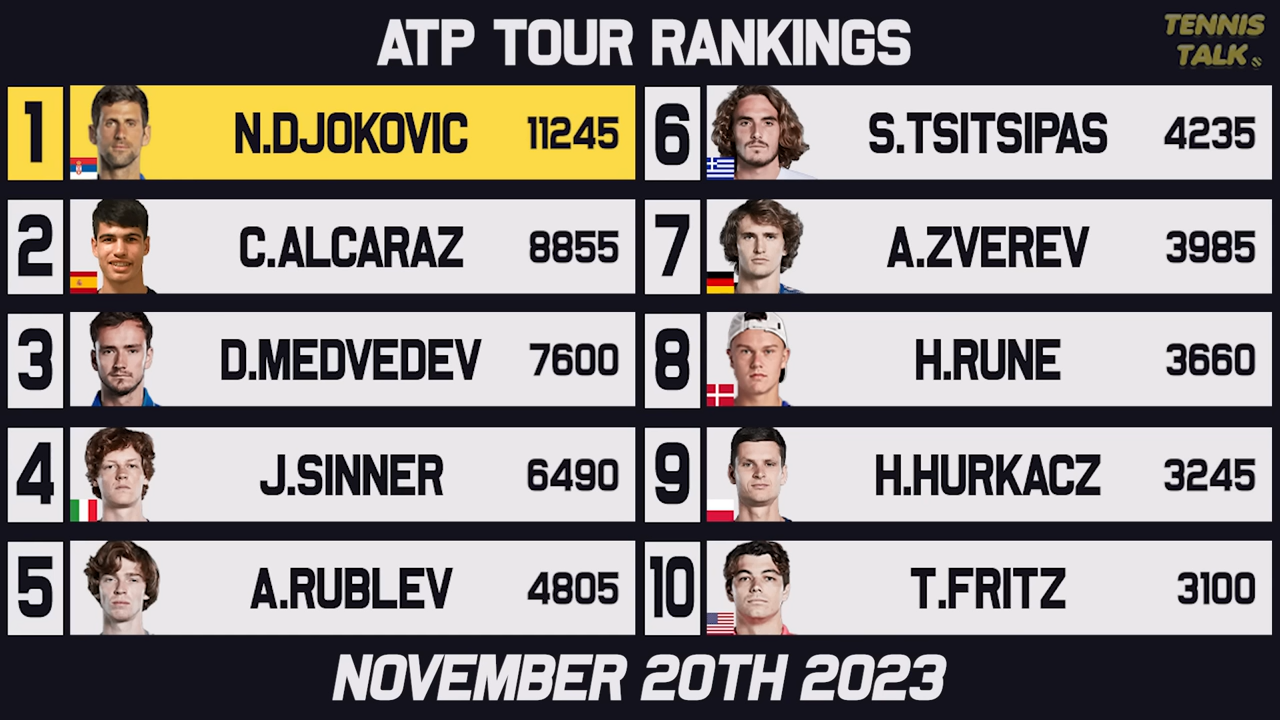 ATP TOUR RANKINGS
TENNIS
TALK
1 N.DJOKOVIC 11245
2 C.ALCARAZ 8855
3 D.MEDVEDEV 7600
4 J.SINNER 6490
5 A.RUBLEV 4805
6 S.TSITSIPAS 4235
7 A.ZVEREV 3985
8 H.RUNE 3660
9 H.HURKACZ 3245
10 T.FRITZ 3100
NOVEMBER 20TH 2023